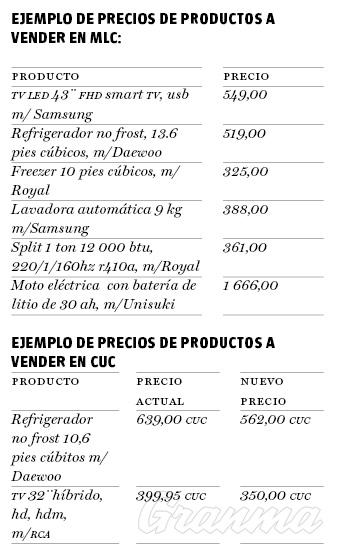 EJEMPLO DE PRECIOS DE PRODUCTOS A
VENDER EN MLC:
PRODUCTO PRECIO
TV LED 43¨ FHD smart TV, usb 549,00
m/ Samsung
Refrigerador no frost, 13.6 519,00
pies cúbicos, m/Daewoo
Freezer 10 pies cúbicos, m/ 325,00
Royal
Lavadora automática 9 kg 388,00
m/Samsung
Split 1 ton 12 000 btu, 361,00
220/1/160hz r410a, m/Royal
Moto eléctrica con batería de 1 666,00
litio de 30 ah, m/Unisuki
EJEMPLO DE PRECIOS DE PRODUCTOS A
VENDER EN CUC
PRODUCTO PRECIO NUEVO
ACTUAL PRECIO
Refrigerador 639,00 CUC 562,00 CUC
no frost 10,6
pies cúbitos m/
Daewoo
TV 32¨híbrido, 399,95 CUC 350,00 CUC
hd, hdm,
m/RCA
Granma